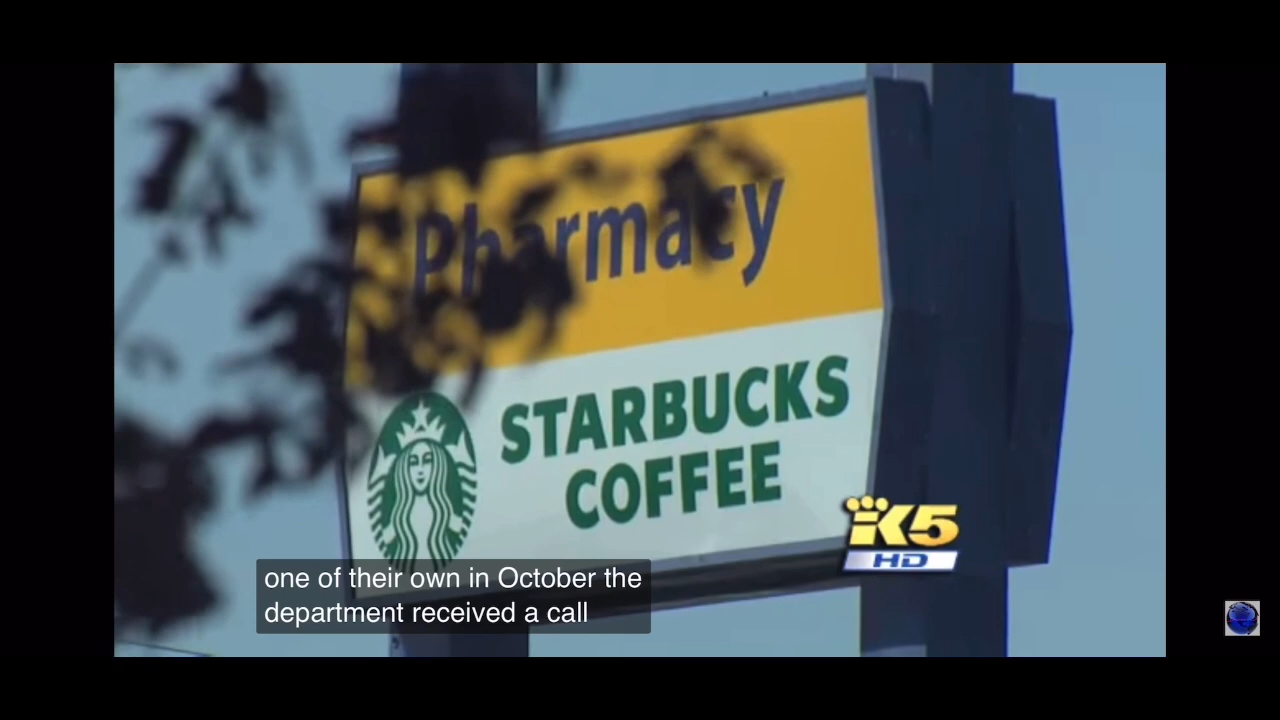 Pharmacy
STARBUCKS
COFFEE
K5
HD
one of their own in October the
department received a call